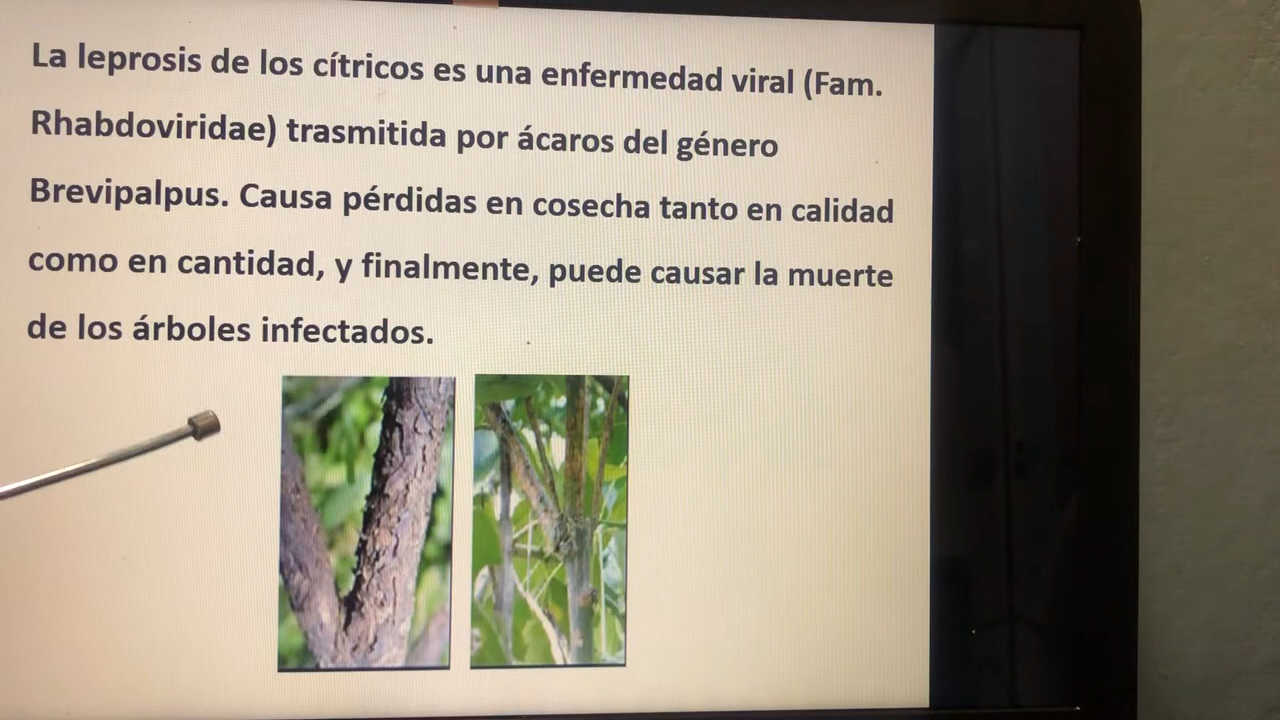 La leprosis de los cítricos es una enfermedad viral (Fam.
Rhabdoviridae) trasmitida por ácaros del género
Brevipalpus. Causa pérdidas en cosecha tanto en calidad
como en cantidad, y finalmente, puede causar la muerte
de los árboles infectados.